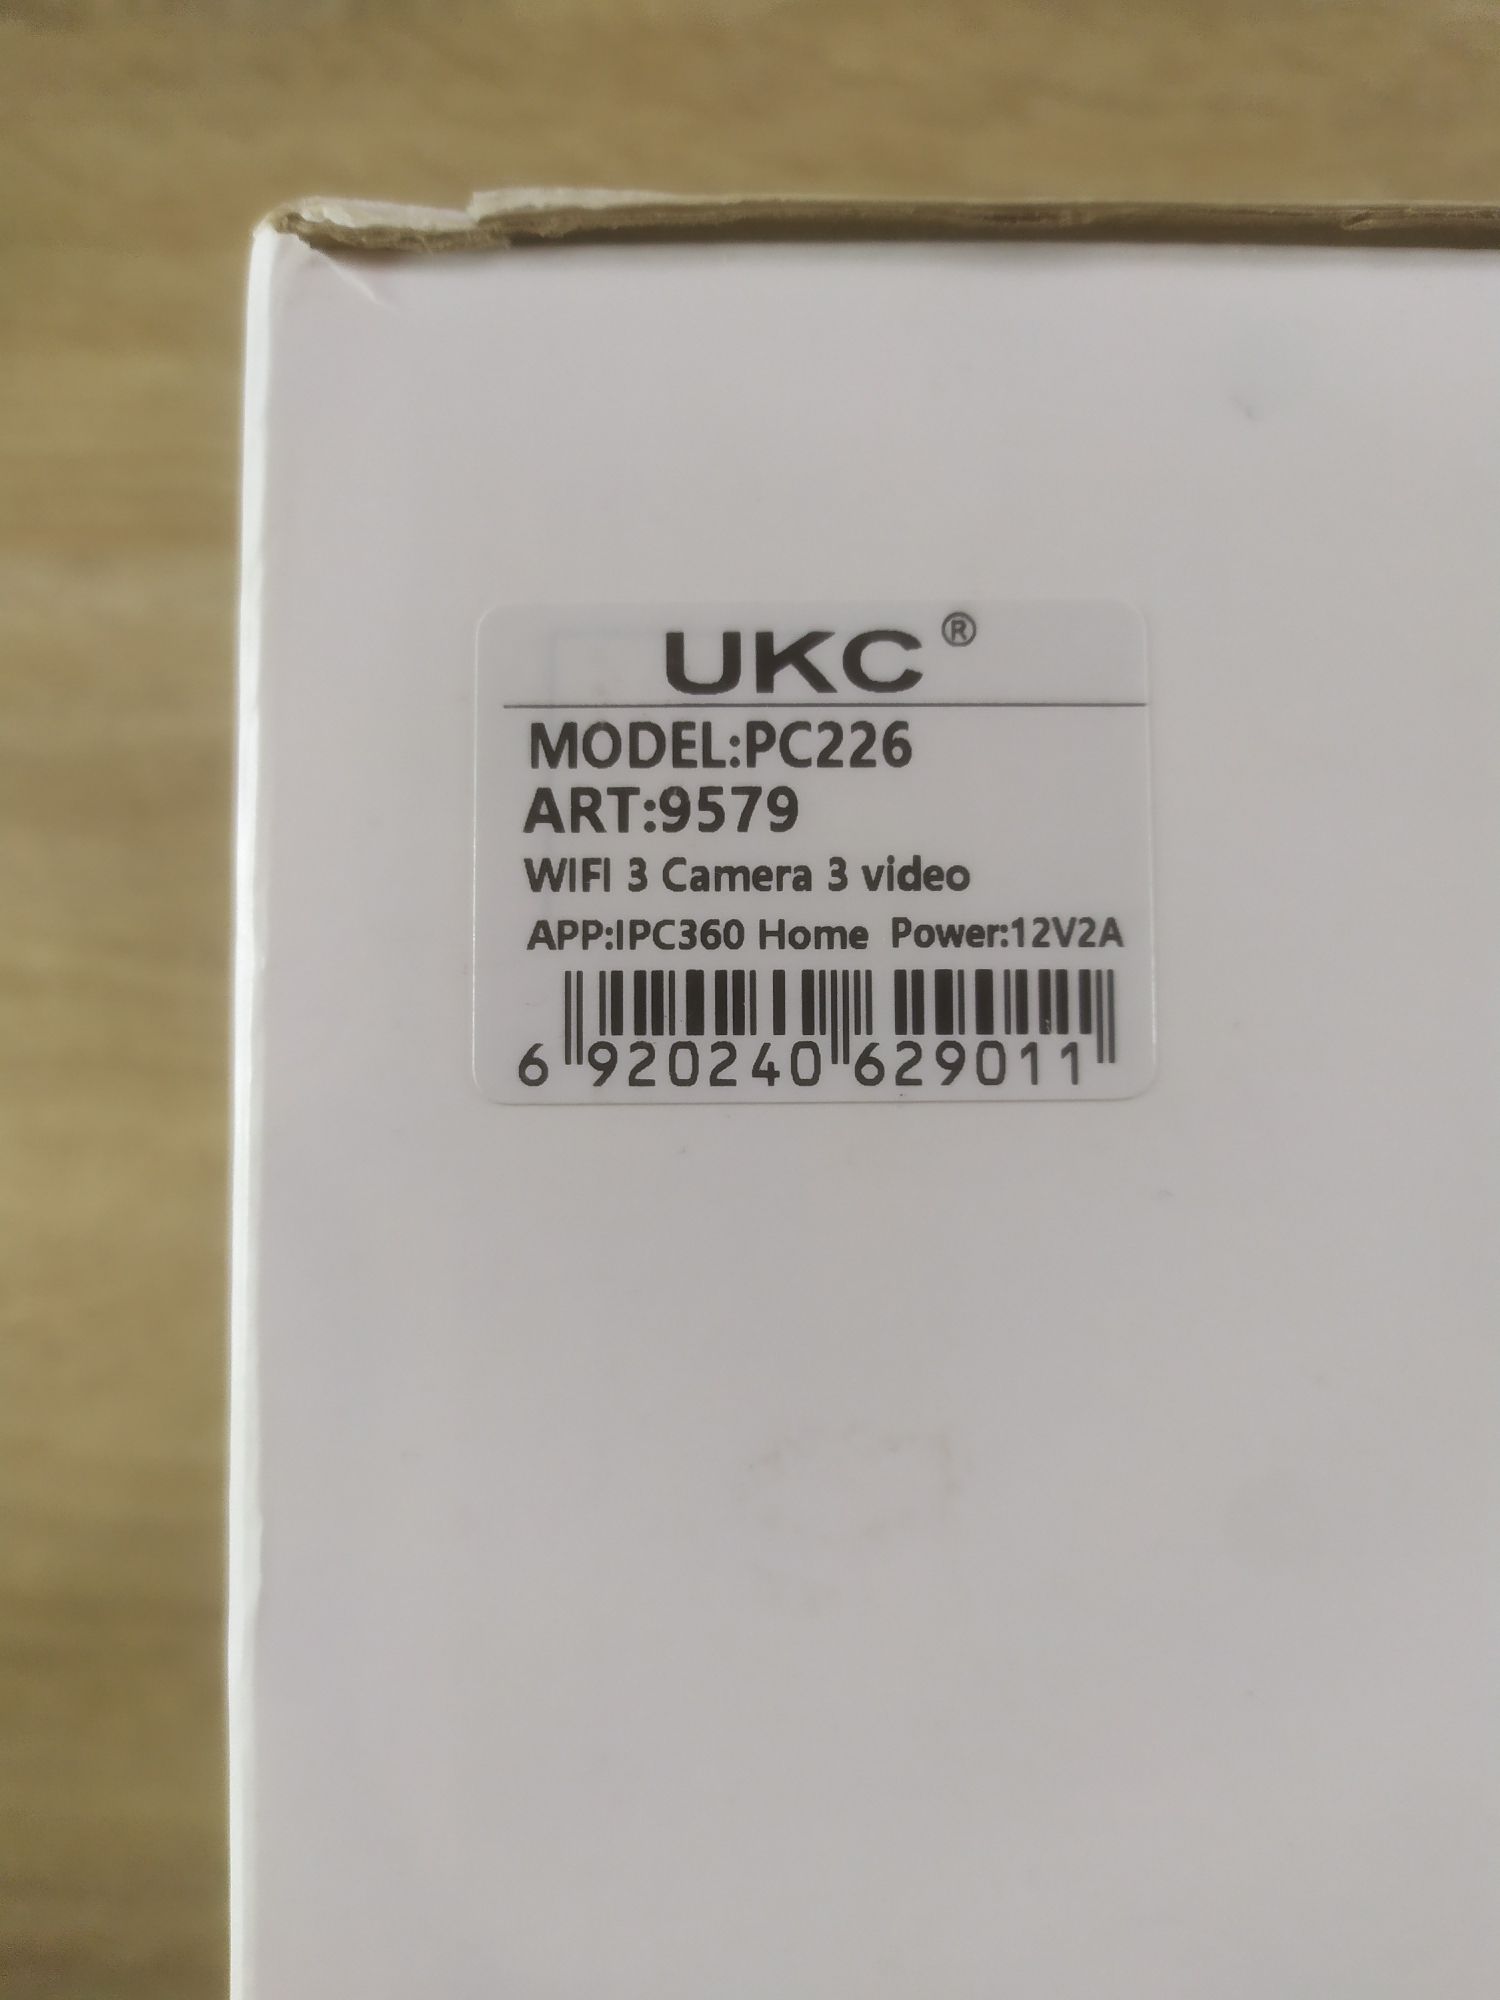 UKC®
MODEL:PC226
ART:9579
WIFI 3 Camera 3 video
APP:IPC360 Home Power:12V2A
6 920240 629011